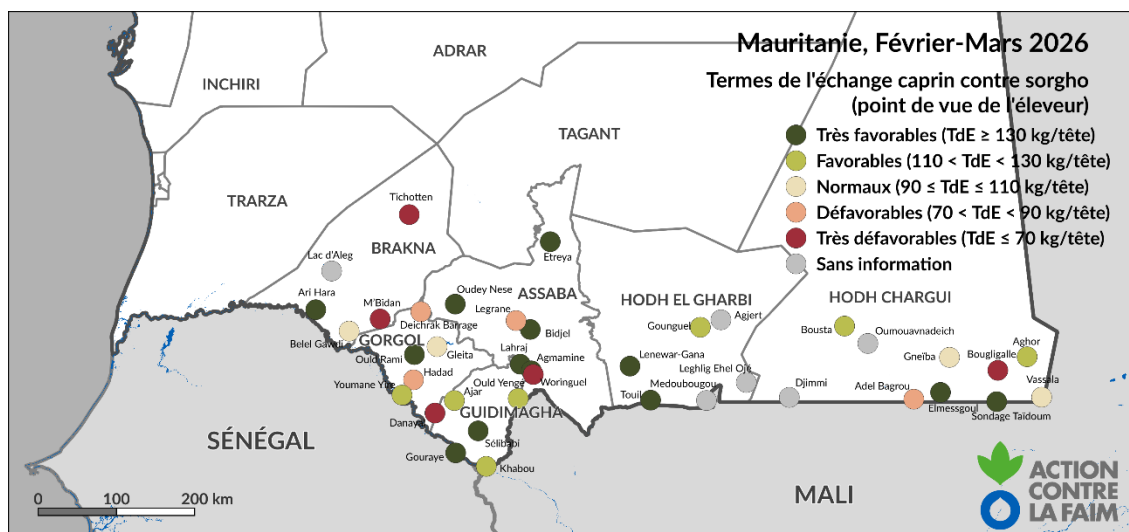 Mauritanie, Février-Mars 2026
Termes de l'échange caprin contre sorgho
(point de vue de l'éleveur)
Très favorables (TdE ≥ 130 kg/tête)
Favorables (110 < TdE < 130 kg/tête)
Normaux (90 ≤ TdE ≤ 110 kg/tête)
Défavorables (70 < TdE < 90 kg/tête)
Très défavorables (TdE ≤ 70 kg/tête)
Sans information
ADRAR
INCHIRI
TAGANT
TRARZA
Tichotten
BRAKNA
Lac d'Aleg
Etreya
Ari Hara
M'Bidan
Oudey Nese
ASSABA
HODH EL GHARBI
HODH CHARGUI
Legrane
Deichrak Barrage
Belel Gawdi
GORGOL
Bidjel
Gounguel
Agjert
Bousta
Oumouavnadeich
Ould Rami
Gleita
Lahraj
Agnamine
Lenewar-Gana
Leghlig Ehel Oje
Gneïba
Bougligalle
Aghor
Hadad
Ould Yengé
Woringuel
Youmane Yire
Ajar
Touil
Medoubougou
Djimmi
Adel Bagrou
Vassala
Elmessgoul
Sondage Taïdoum
GUIDIMAGHA
Danaya
Sélibabi
Gouraye
Khabou
SÉNÉGAL
MALI
0 100 200 km
ACTION
CONTRE
LA FAIM